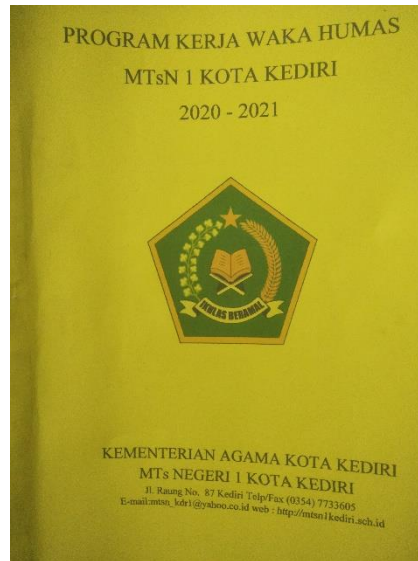 PROGRAM KERJA WAKA HUMAS
MTsN 1 KOTA KEDIRI
2020 - 2021
IKHLAS BERAMAL
KEMENTERIAN AGAMA KOTA KEDIRI
MTs NEGERI 1 KOTA KEDIRI
Jl. Raung No. 87 Kediri Telp/Fax (0354) 7733605
E-mail:mtsn_kdr1@yahoo.co.id web : http://mtsn1kediri.sch.id